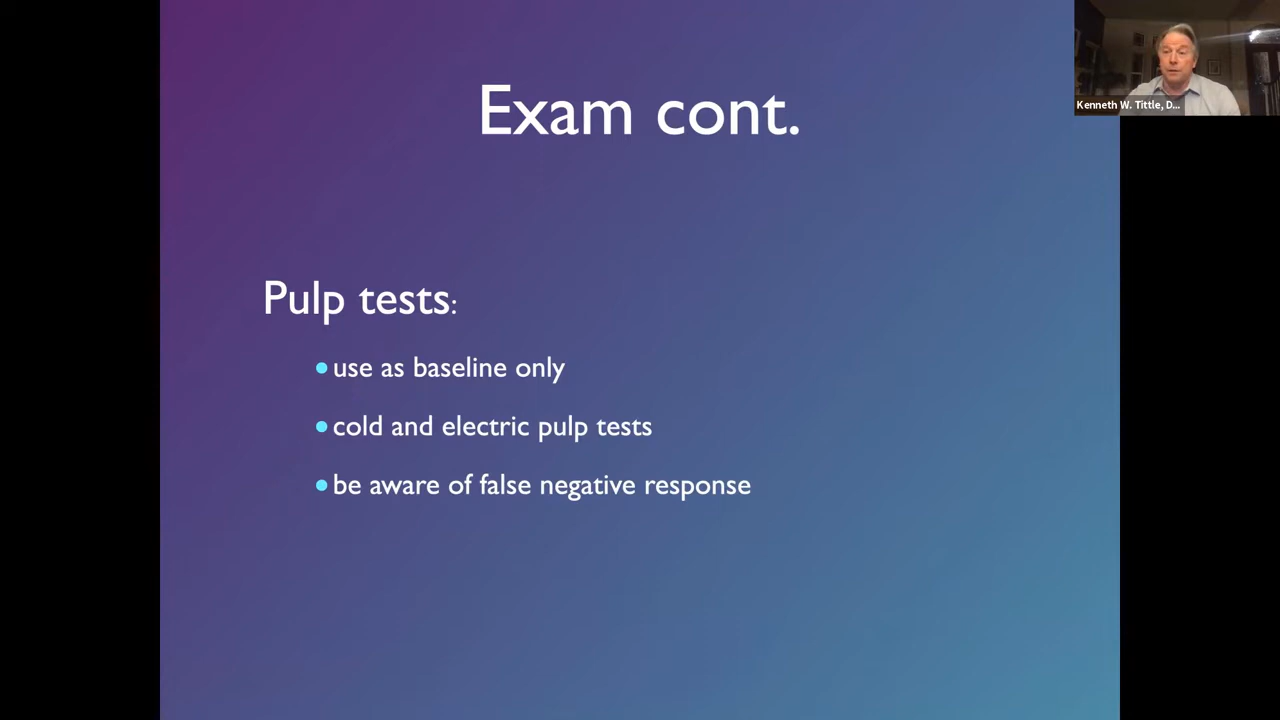 Exam cont.
Kenneth W. Tittle, D...
Pulp tests:
•use as baseline only
•cold and electric pulp tests
•be aware of false negative response